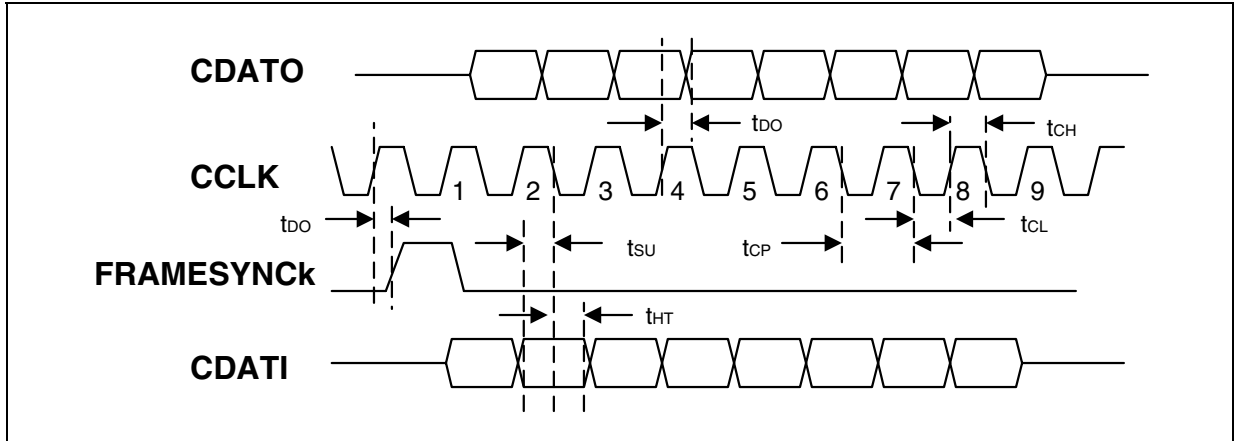 CDATO
tDO tCH
CCLK 1 2 3 4 5 6 7 8 9
tDO tSU tCP tCL
FRAMESYNCk
tHT
CDATI